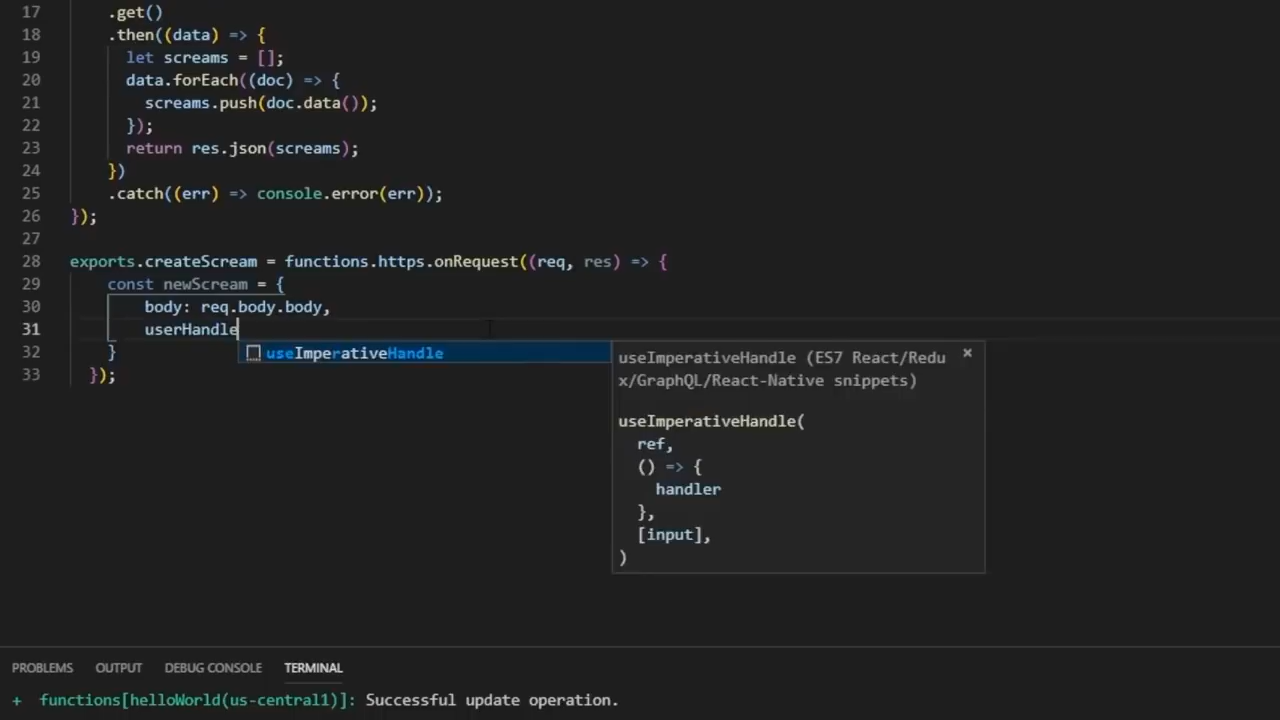 17 .get()
18 .then((data) => {
19 let screams = [];
20 data.forEach((doc) => {
21 screams.push(doc.data());
22 });
23 return res.json(screams);
24 })
25 .catch((err) => console.error(err));
26 });
27
28 exports.createScream = functions.https.onRequest((req, res) => {
29 const newScream = {
30 body: req.body.body,
31 userHandle
32 }
33 });
useImperativeHandle
useImperativeHandle (ES7 React/Redu
x/GraphQL/React-Native snippets)
×
useImperativeHandle(
ref,
() => {
handler
},
[input],
)
PROBLEMS OUTPUT DEBUG CONSOLE TERMINAL
+ functions[helloWorld(us-central1)]: Successful update operation.